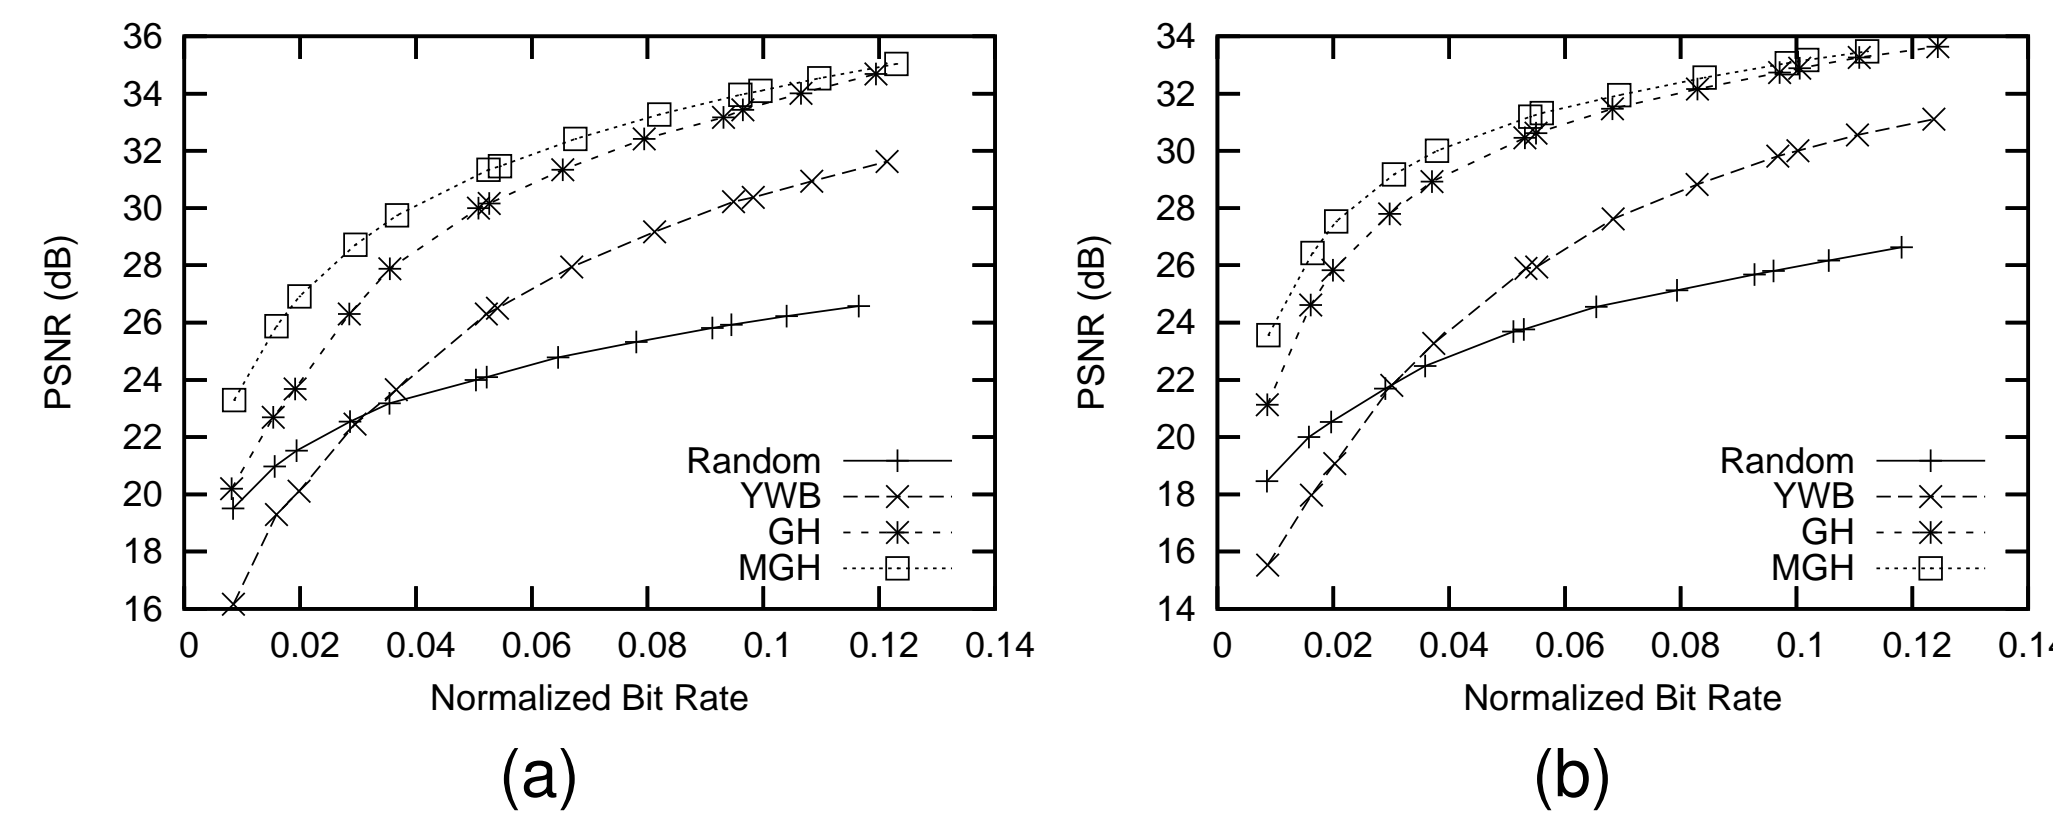 36
34
32
30
28
26
24
22
20
18
16
PSNR (dB)
Random
YWB
GH
MGH
0 0.02 0.04 0.06 0.08 0.1 0.12 0.14
Normalized Bit Rate
(a)
34
32
30
28
26
24
22
20
18
16
14
PSNR (dB)
Random
YWB
GH
MGH
0 0.02 0.04 0.06 0.08 0.1 0.12
Normalized Bit Rate
(b)